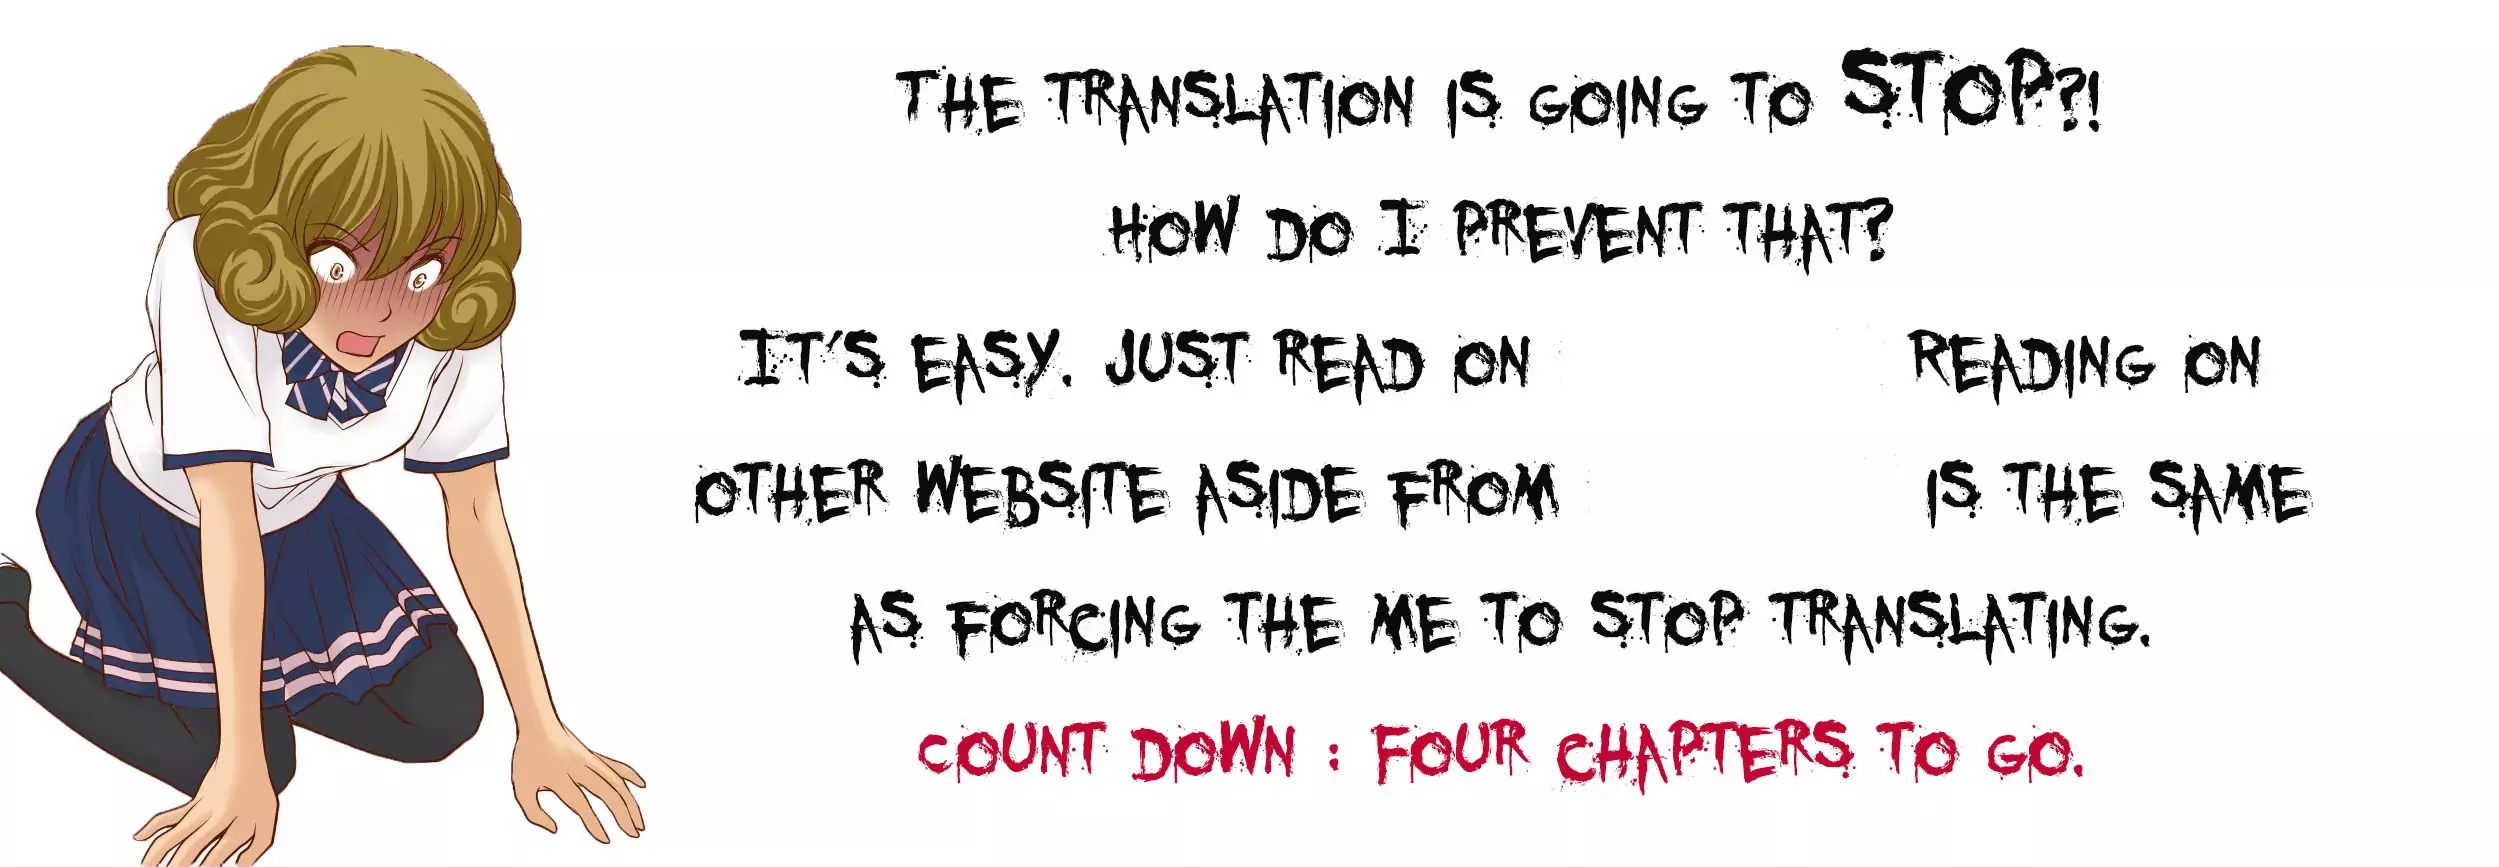 THE TRANSLATION IS GOING TO STOP?!
HOW DO I PREVENT THAT?
IT'S EASY. JUST READ ON READING ON
OTHER WEBSITE ASIDE FROM IS THE SAME
AS FORCING THE ME TO STOP TRANSLATING.
COUNT DOWN : FOUR CHAPTERS TO GO.